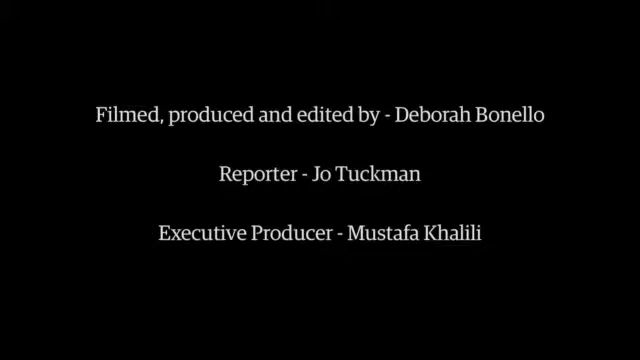 Filmed, produced and edited by - Deborah Bonello
Reporter - Jo Tuckman
Executive Producer - Mustafa Khalili